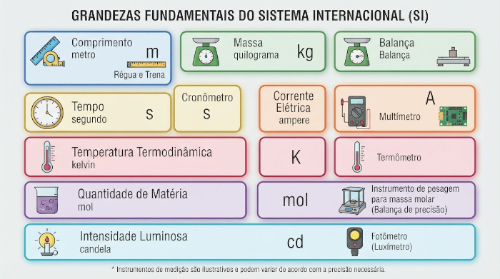 GRANDEZAS FUNDAMENTAIS DO SISTEMA INTERNACIONAL (SI)
Comprimento
metro
m
Régua e Trena
Massa
quilograma
kg
Balança
Balança
Tempo
segundo
s
Cronômetro
S
Corrente
Elétrica
ampere
A
Multímetro
Temperatura Termodinâmica
kelvin
K
Termômetro
Quantidade de Matéria
mol
mol
Instrumento de pesagem
para massa molar
(Balança de precisão)
Intensidade Luminosa
candela
cd
Fotômetro
(Luxímetro)
* Instrumentos de medição são ilustrativos e podem variar de acordo com a precisão necessária.